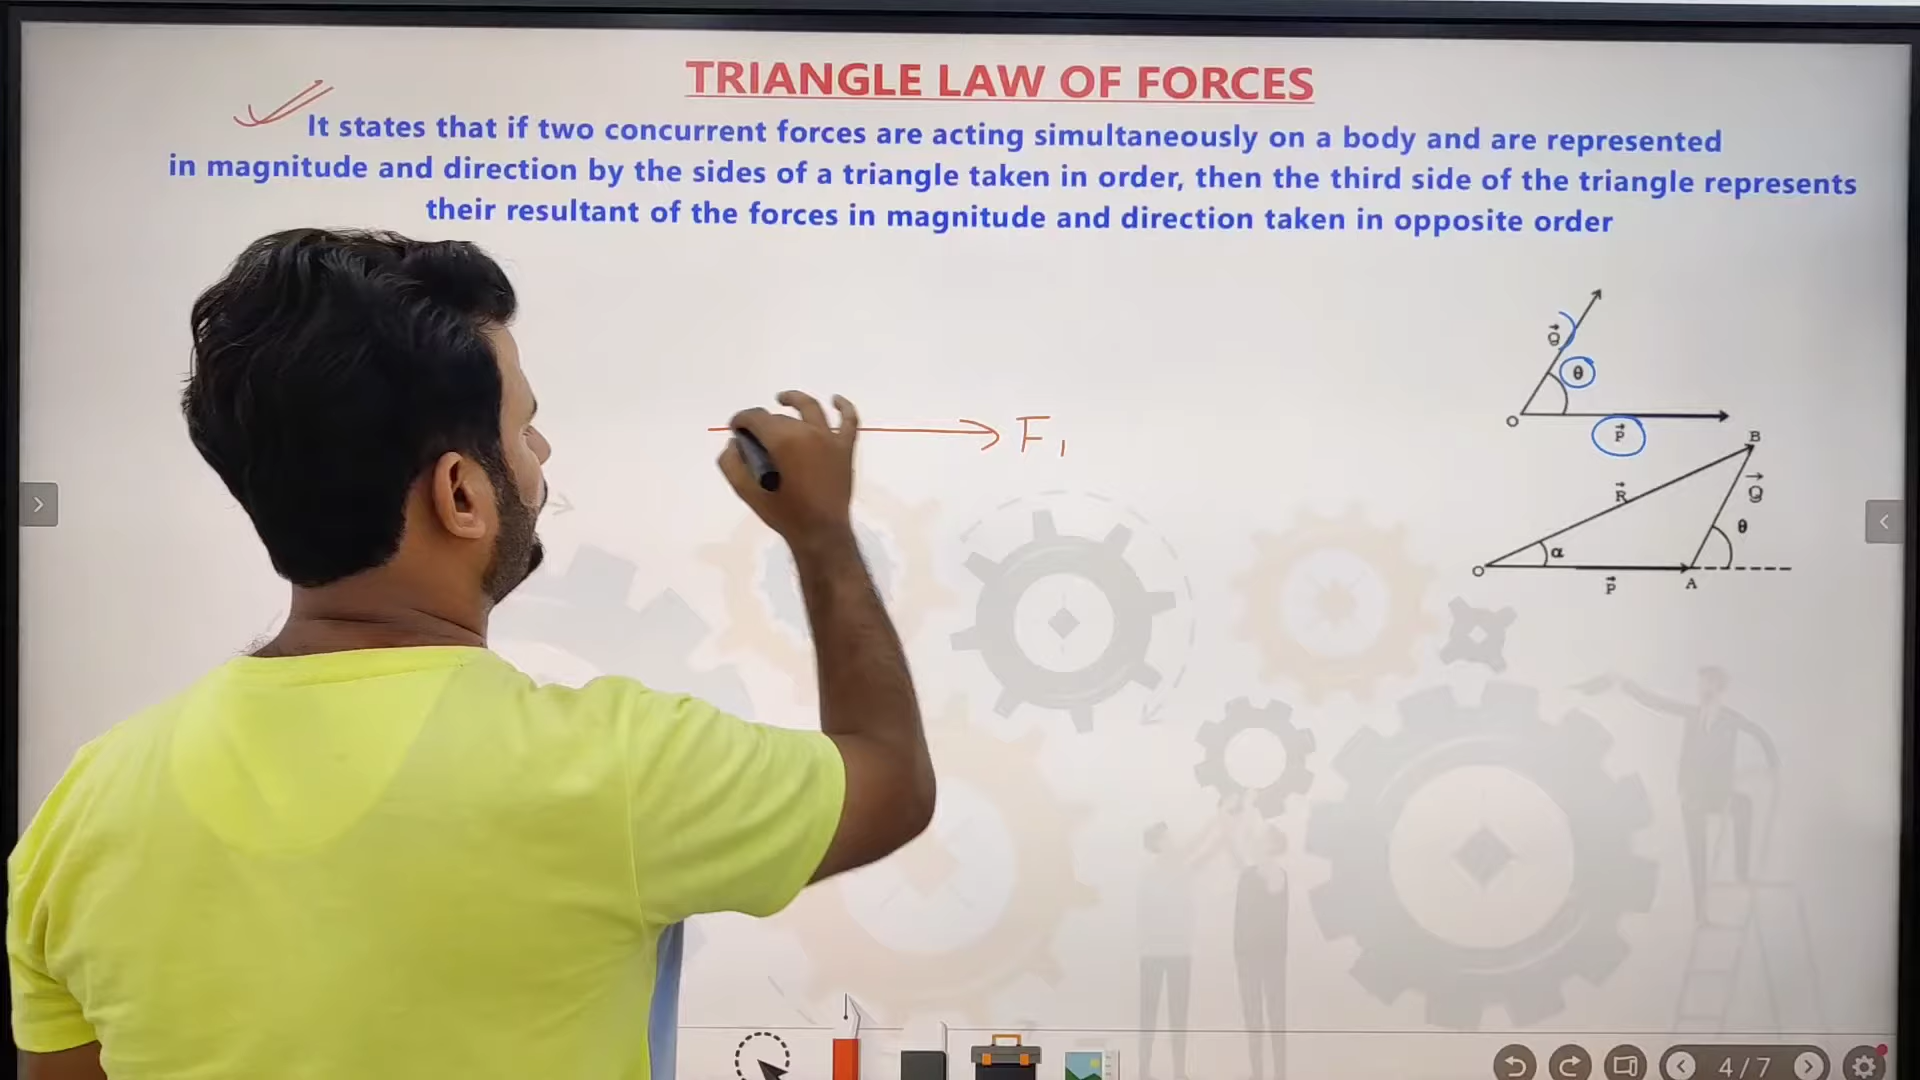 TRIANGLE LAW OF FORCES
It states that if two concurrent forces are acting simultaneously on a body and are represented
in magnitude and direction by the sides of a triangle taken in order, then the third side of the triangle represents
their resultant of the forces in magnitude and direction taken in opposite order
Q⃗
θ
O
P⃗
F₁
B
R⃗
Q⃗
θ
α
O
P⃗
A
4/7